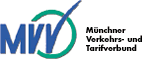 MVV
Münchner
Verkehrs- und
Tarifverbund